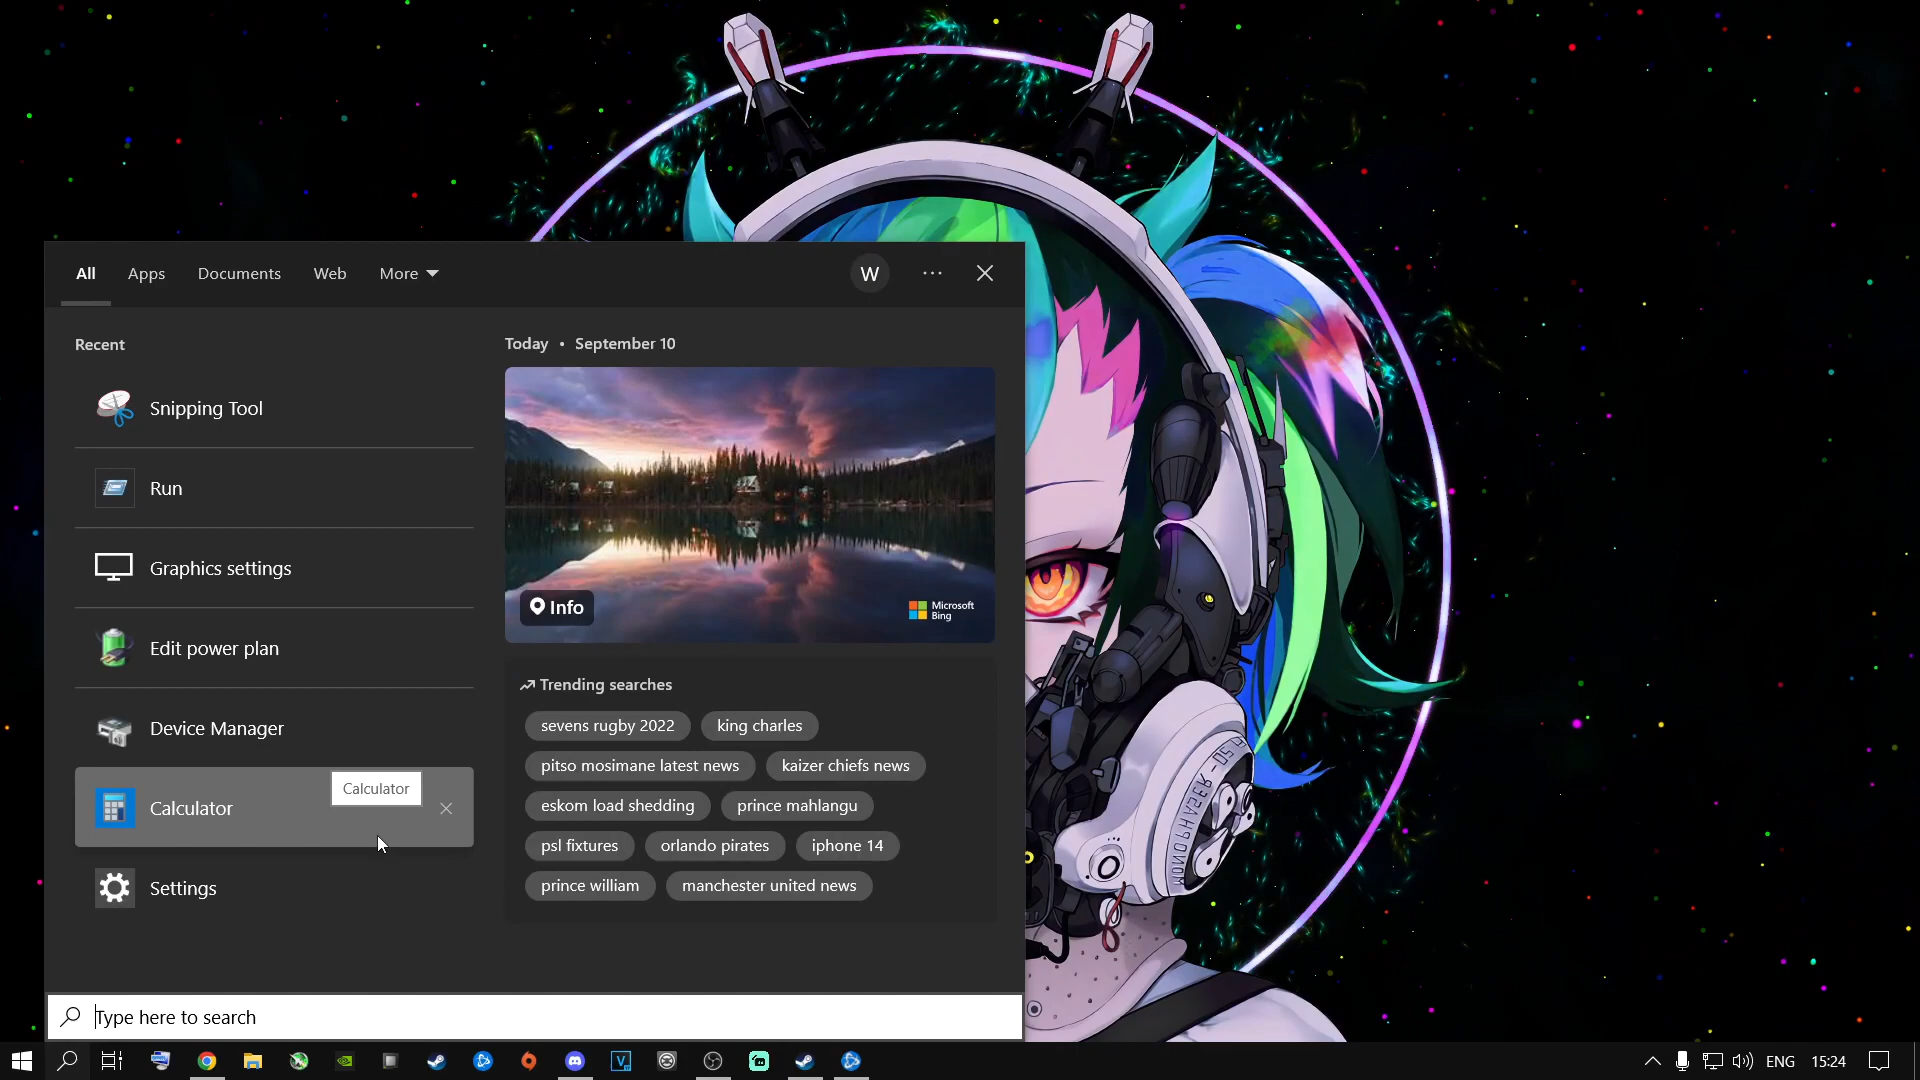 All Apps Documents Web More W
Recent
Snipping Tool
Run
Graphics settings
Edit power plan
Device Manager
Calculator
Calculator
Settings
Today • September 10
Info
Microsoft
Bing
Trending searches
sevens rugby 2022 king charles
pitso mosimane latest news kaizer chiefs news
eskom load shedding prince mahlangu
psl fixtures orlando pirates iphone 14
prince william manchester united news
Type here to search
ENG 15:24